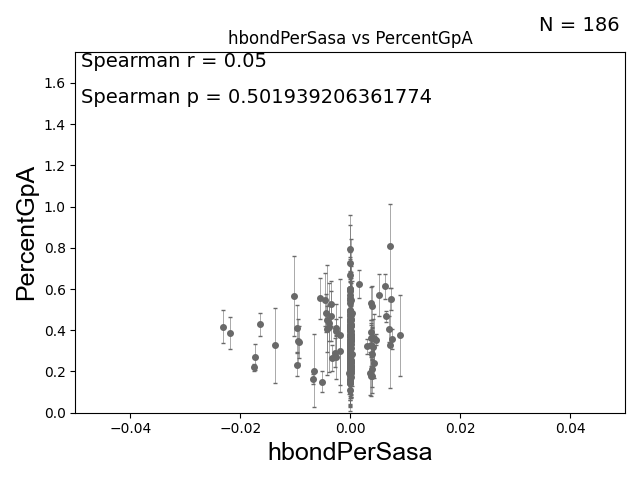 N = 186
hbondPerSasa vs PercentGpA
Spearman r = 0.05
Spearman p = 0.501939206361774
PercentGpA
1.6
1.4
1.2
1.0
0.8
0.6
0.4
0.2
0.0
−0.04 −0.02 0.00 0.02 0.04
hbondPerSasa